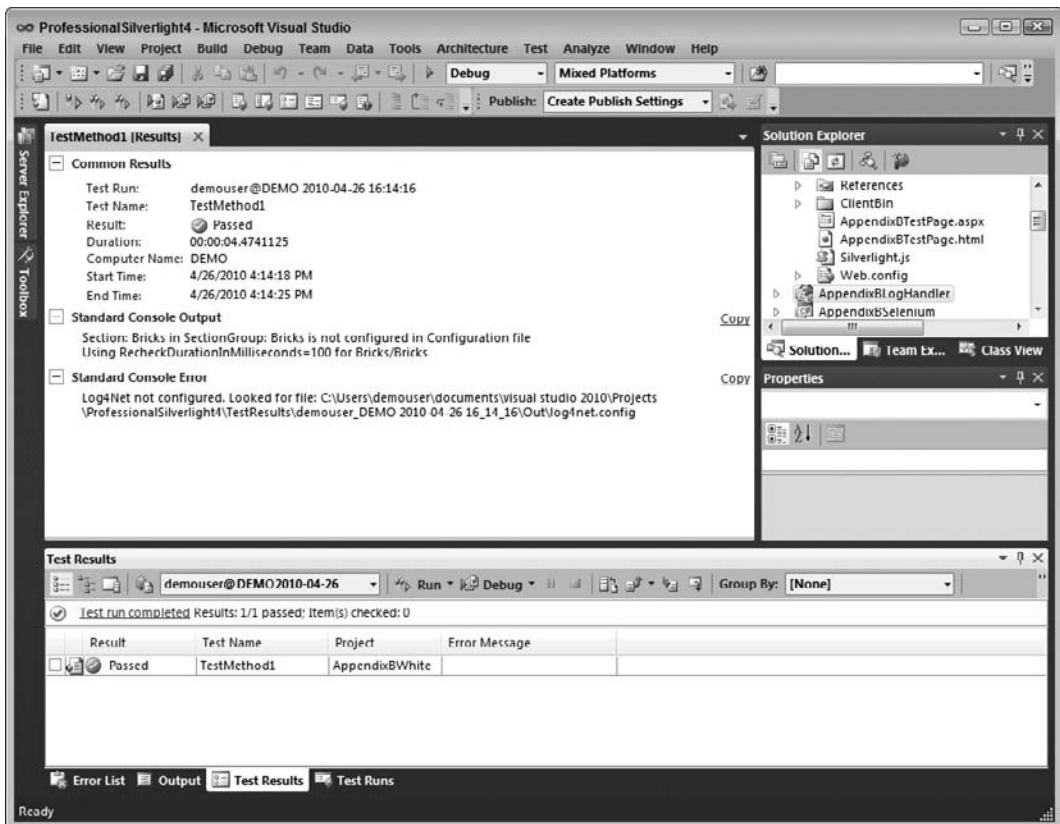 ProfessionalSilverlight4 - Microsoft Visual Studio
File Edit View Project Build Debug Team Data Tools Architecture Test Analyze Window Help
Debug Mixed Platforms
Publish: Create Publish Settings
Server Explorer
Toolbox
TestMethod1 [Results]
Common Results
Test Run: demouser@DEMO 2010-04-26 16:14:16
Test Name: TestMethod1
Result: Passed
Duration: 00:00:04.4741125
Computer Name: DEMO
Start Time: 4/26/2010 4:14:18 PM
End Time: 4/26/2010 4:14:25 PM
Standard Console Output Copy
Section: Bricks in SectionGroup: Bricks is not configured in Configuration file
Using RecheckDurationInMilliseconds=100 for Bricks/Bricks
Standard Console Error Copy
Log4Net not configured. Looked for file: C:\Users\demouser\documents\visual studio 2010\Projects
\ProfessionalSilverlight4\TestResults\demouser_DEMO 2010-04-26 16_14_16\Out\log4net.config
Solution Explorer
References
ClientBin
AppendixBTestPage.aspx
AppendixBTestPage.html
Silverlight.js
Web.config
AppendixBLogHandler
AppendixBSelenium
Solution... Team Ex... Class View
Properties
Test Results
demouser@DEMO2010-04-26 Run Debug Group By: [None]
Test run completed Results: 1/1 passed; Item(s) checked: 0
Result Test Name Project Error Message
Passed TestMethod1 AppendixBWhite
Error List Output Test Results Test Runs
Ready